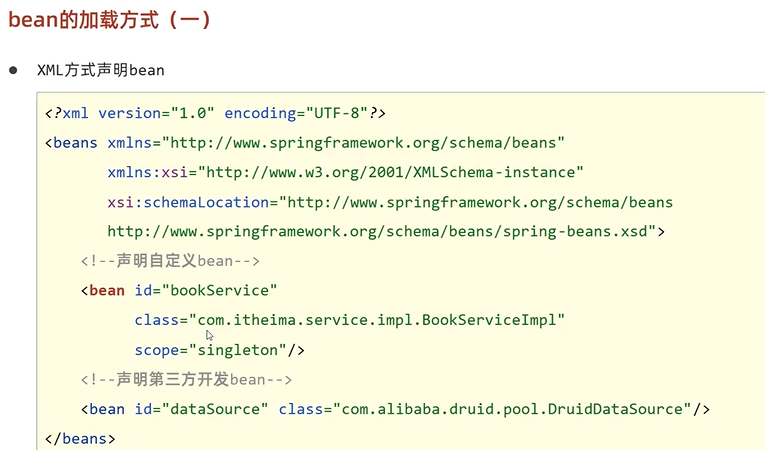 bean的加载方式（一）
● XML方式声明bean
<?xml version="1.0" encoding="UTF-8"?>
<beans xmlns="http://www.springframework.org/schema/beans"
xmlns:xsi="http://www.w3.org/2001/XMLSchema-instance"
xsi:schemaLocation="http://www.springframework.org/schema/beans
http://www.springframework.org/schema/beans/spring-beans.xsd">
<!--声明自定义bean-->
<bean id="bookService"
class="com.itheima.service.impl.BookServiceImpl"
scope="singleton"/>
<!--声明第三方开发bean-->
<bean id="dataSource" class="com.alibaba.druid.pool.DruidDataSource"/>
</beans>